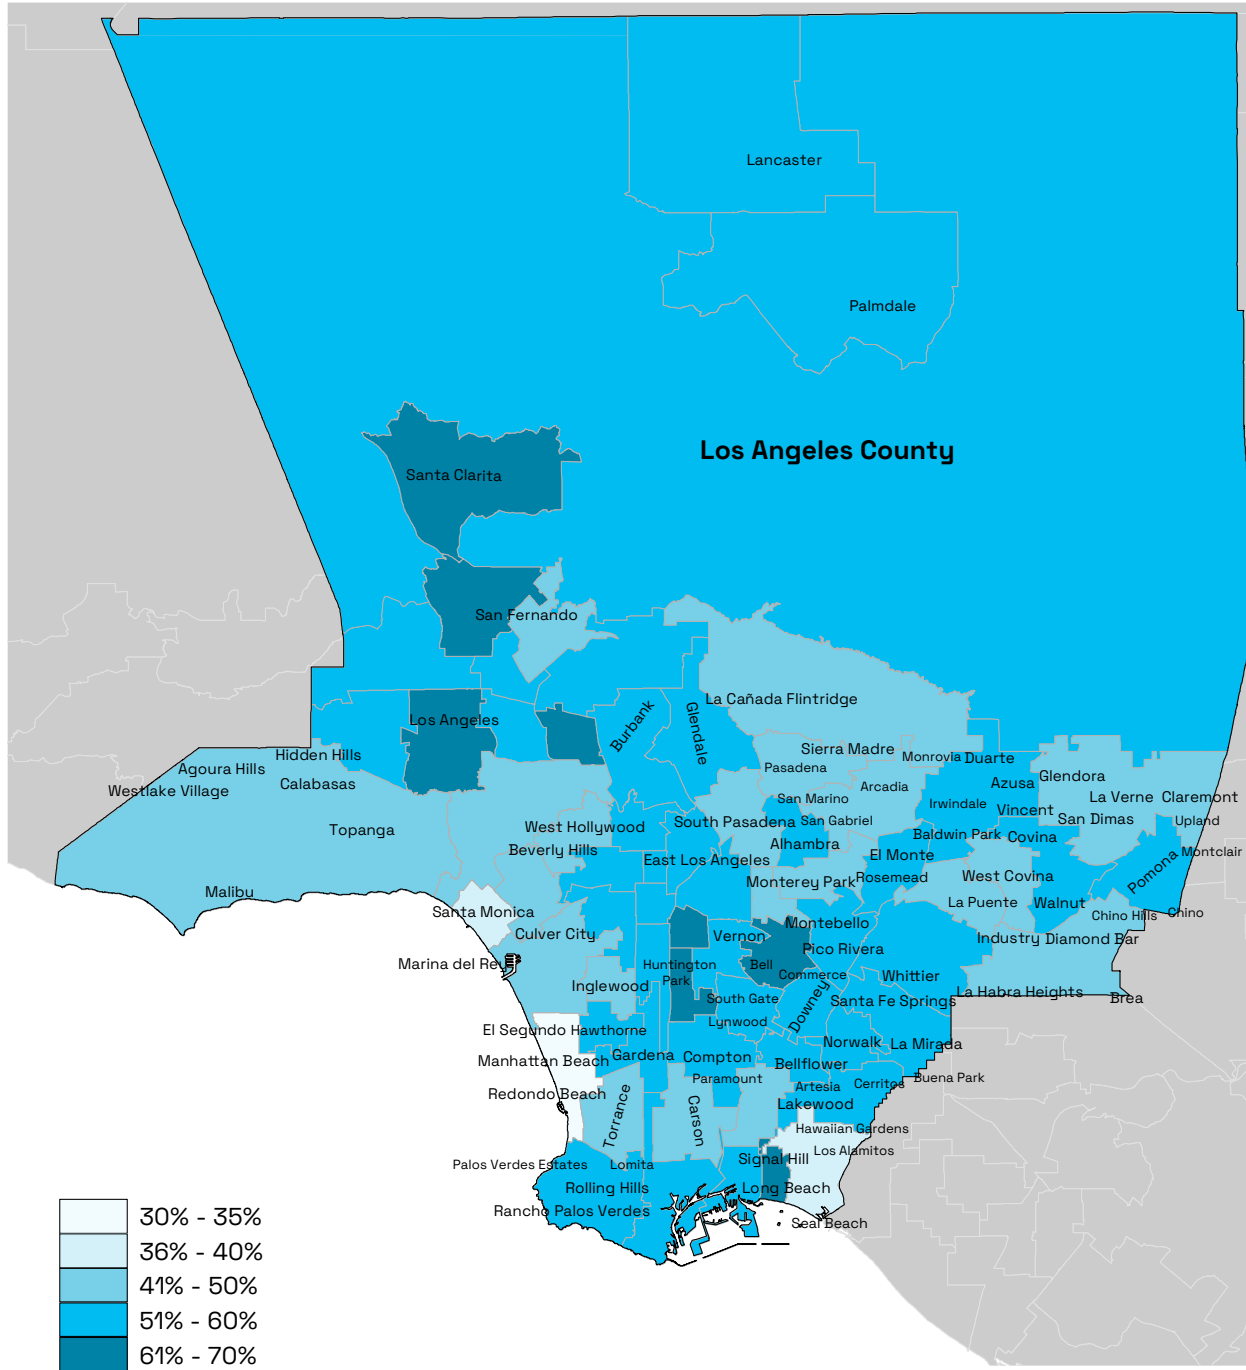 Lancaster
Palmdale
Los Angeles County
Santa Clarita
San Fernando
La Cañada Flintridge
Los Angeles
Burbank
Glendale
Sierra Madre
Hidden Hills
Monrovia
Duarte
Agoura Hills
Pasadena
Glendora
Calabasas
Arcadia
Azusa
Westlake Village
San Marino
Irwindale
Vincent
La Verne
Claremont
Topanga
West Hollywood
South Pasadena
San Gabriel
San Dimas
Upland
Baldwin Park
Covina
Beverly Hills
East Los Angeles
Alhambra
El Monte
Montclair
Pomona
Malibu
Monterey Park
Rosemead
West Covina
La Puente
Walnut
Santa Monica
Chino Hills
Chino
Culver City
Vernon
Montebello
Industry
Diamond Bar
Marina del Rey
Huntington
Park
Bell
Pico Rivera
Commerce
Whittier
Inglewood
South Gate
Downey
Santa Fe Springs
La Habra Heights
Brea
El Segundo
Hawthorne
Lynwood
Norwalk
La Mirada
Manhattan Beach
Gardena
Compton
Bellflower
Paramount
Artesia
Cerritos
Buena Park
Redondo Beach
Torrance
Carson
Lakewood
Hawaiian Gardens
Los Alamitos
Palos Verdes Estates
Lomita
Signal Hill
Rolling Hills
Long Beach
Rancho Palos Verdes
Seal Beach
30% - 35%
36% - 40%
41% - 50%
51% - 60%
61% - 70%